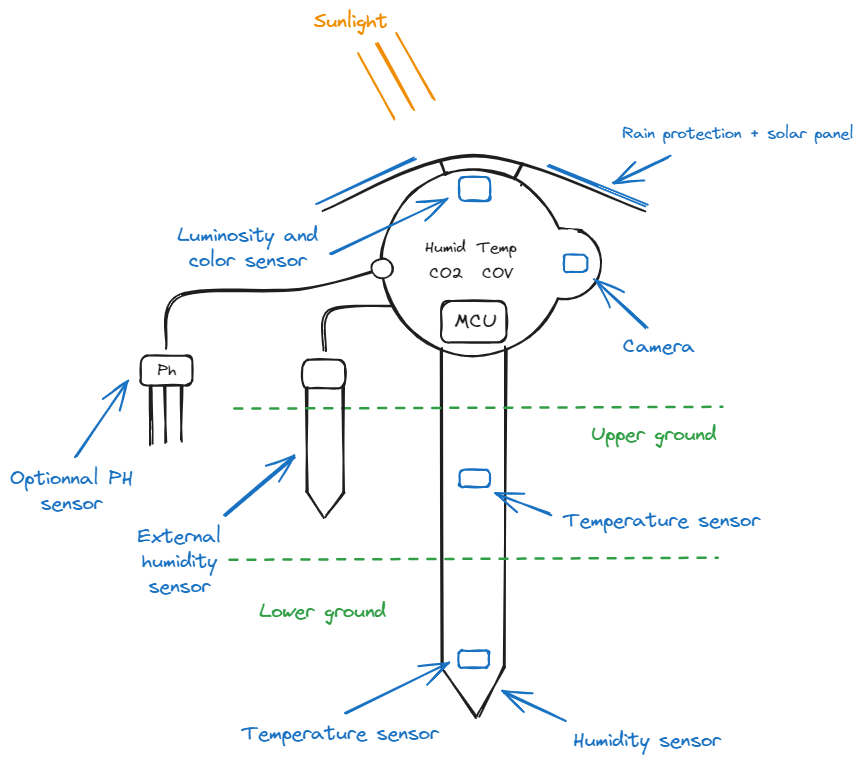 Sunlight
Rain protection + solar panel
Luminosity and
color sensor
Humid Temp
CO2 COV
MCU
Camera
Ph
Upper ground
Optionnal PH
sensor
External
humidity
sensor
Temperature sensor
Lower ground
Temperature sensor
Humidity sensor